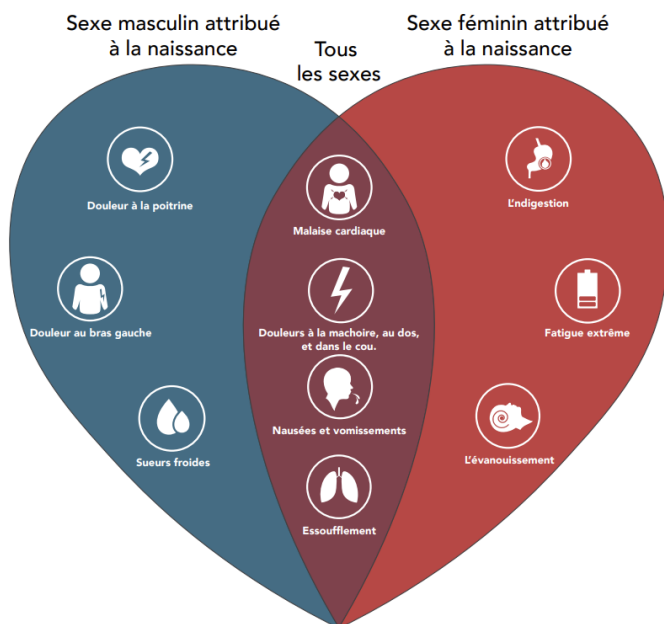 Sexe masculin attribué
à la naissance
Tous
les sexes
Sexe féminin attribué
à la naissance
Douleur à la poitrine
Douleur au bras gauche
Sueurs froides
Malaise cardiaque
Douleurs à la machoire, au dos,
et dans le cou.
Nausées et vomissements
Essoufflement
L'ndigestion
Fatigue extrême
L'évanouissement